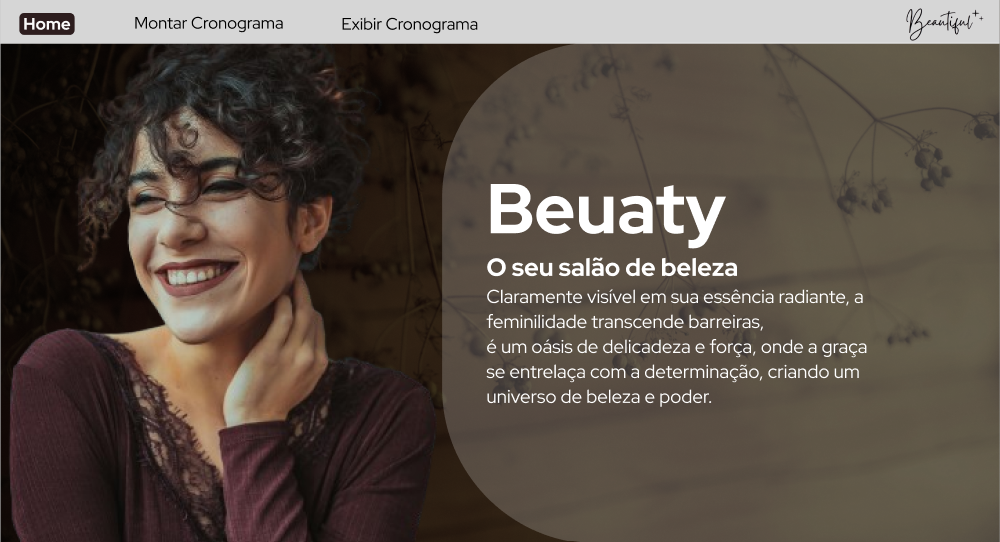 Home
Montar Cronograma
Exibir Cronograma
Beautiful
Beuaty
O seu salão de beleza
Claramente visível em sua essência radiante, a
feminilidade transcende barreiras,
é um oásis de delicadeza e força, onde a graça
se entrelaça com a determinação, criando um
universo de beleza e poder.